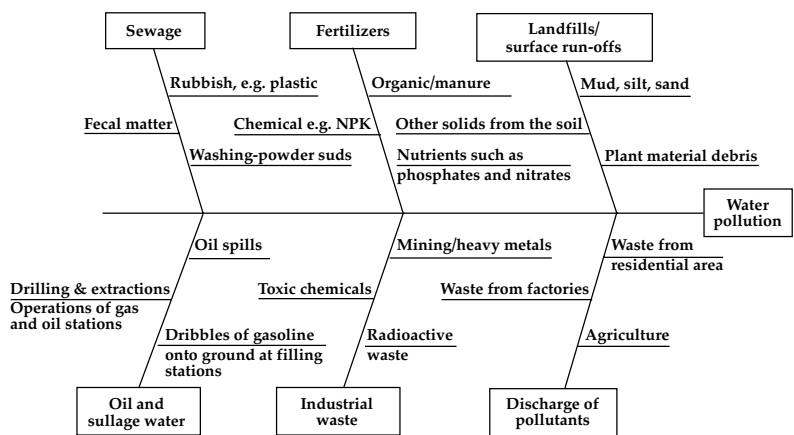 Sewage
Fertilizers
Landfills/
surface run-offs
Rubbish, e.g. plastic
Fecal matter
Washing-powder suds
Organic/manure
Chemical e.g. NPK
Nutrients such as
phosphates and nitrates
Mud, silt, sand
Other solids from the soil
Plant material debris
Water
pollution
Oil spills
Drilling & extractions
Operations of gas
and oil stations
Dribbles of gasoline
onto ground at filling
stations
Mining/heavy metals
Toxic chemicals
Radioactive
waste
Waste from
residential area
Waste from factories
Agriculture
Oil and
sullage water
Industrial
waste
Discharge of
pollutants